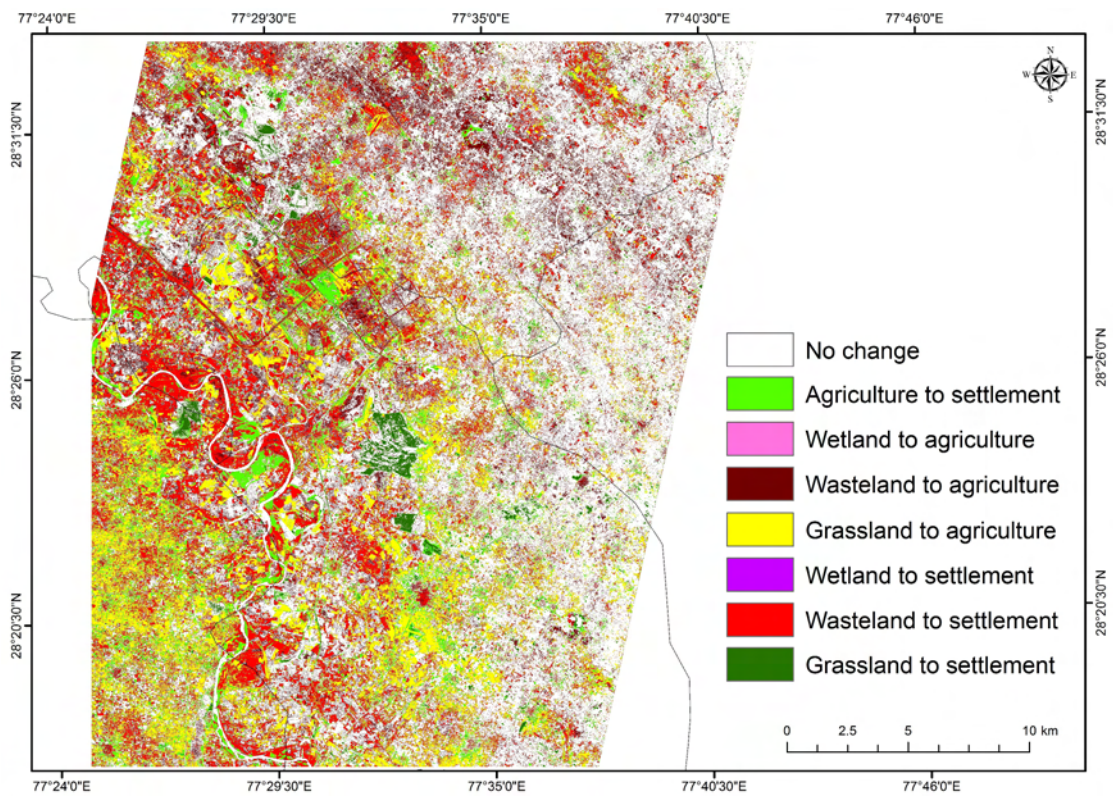 77°24'0"E 77°29'30"E 77°35'0"E 77°40'30"E 77°46'0"E
N
W E
S
28°31'30"N 28°31'30"N
28°26'0"N 28°26'0"N
28°20'30"N 28°20'30"N
No change
Agriculture to settlement
Wetland to agriculture
Wasteland to agriculture
Grassland to agriculture
Wetland to settlement
Wasteland to settlement
Grassland to settlement
0 2.5 5 10 km
77°24'0"E 77°29'30"E 77°35'0"E 77°40'30"E 77°46'0"E